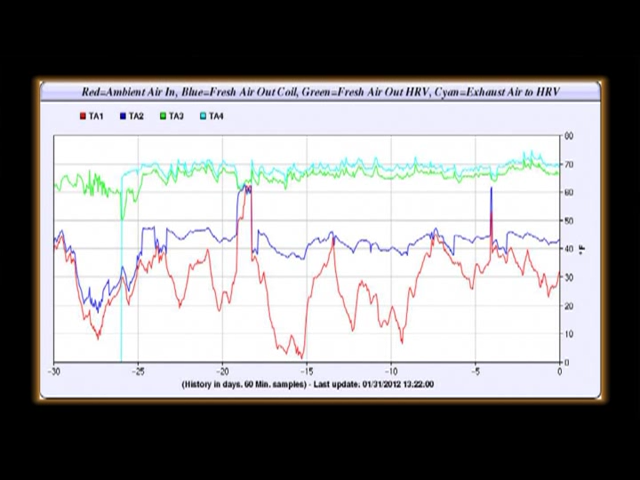 Red=Ambient Air In, Blue=Fresh Air Out Coil, Green=Fresh Air Out HRV, Cyan=Exhaust Air to HRV
TA1 TA2 TA3 TA4
80
70
60
50
40
30
20
10
0
°F
-30 -25 -20 -15 -10 -5 0
(History in days. 60 Min. samples) - Last update: 01/31/2012 13:22:00